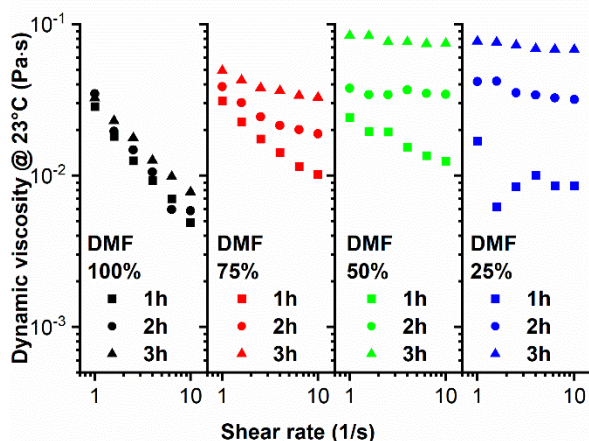 Dynamic viscosity @ 23°C (Pa·s)
10⁻¹
10⁻²
10⁻³
DMF
100%
1h
2h
3h
DMF
75%
1h
2h
3h
DMF
50%
1h
2h
3h
DMF
25%
1h
2h
3h
1 10 1 10 1 10 1 10
Shear rate (1/s)